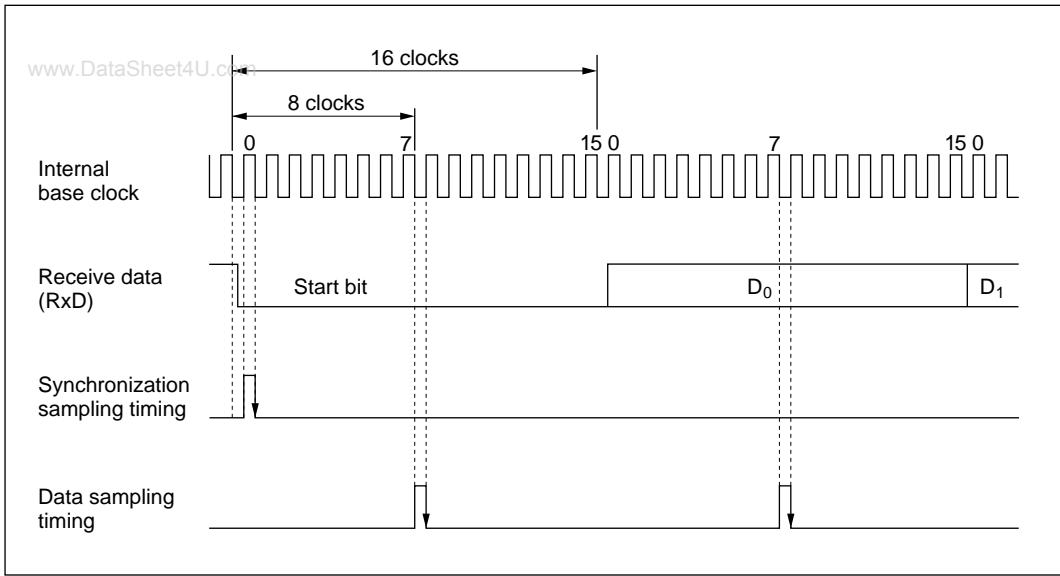 www.DataSheet4U.com
16 clocks
8 clocks
0 7 15 0 7 15 0
Internal
base clock
Receive data
(RxD)
Start bit D0 D1
Synchronization
sampling timing
Data sampling
timing